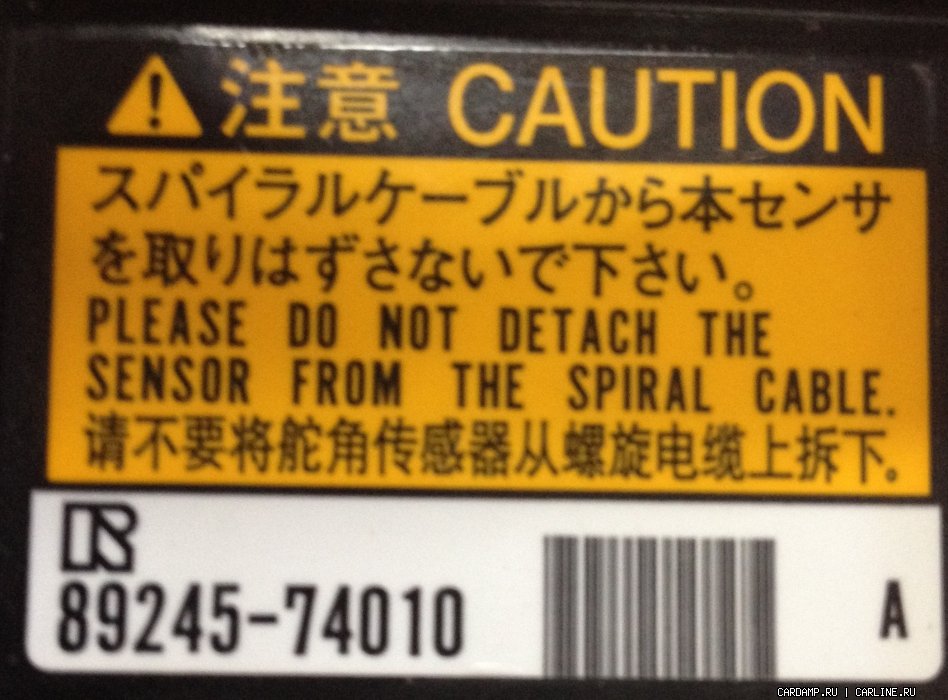 注意 CAUTION
スパイラルケーブルから本センサ
を取りはずさないで下さい。
PLEASE DO NOT DETACH THE
SENSOR FROM THE SPIRAL CABLE.
请不要将舵角传感器从螺旋电缆上拆下。
89245-74010
A
CARDAMP.RU | CARLINE.RU